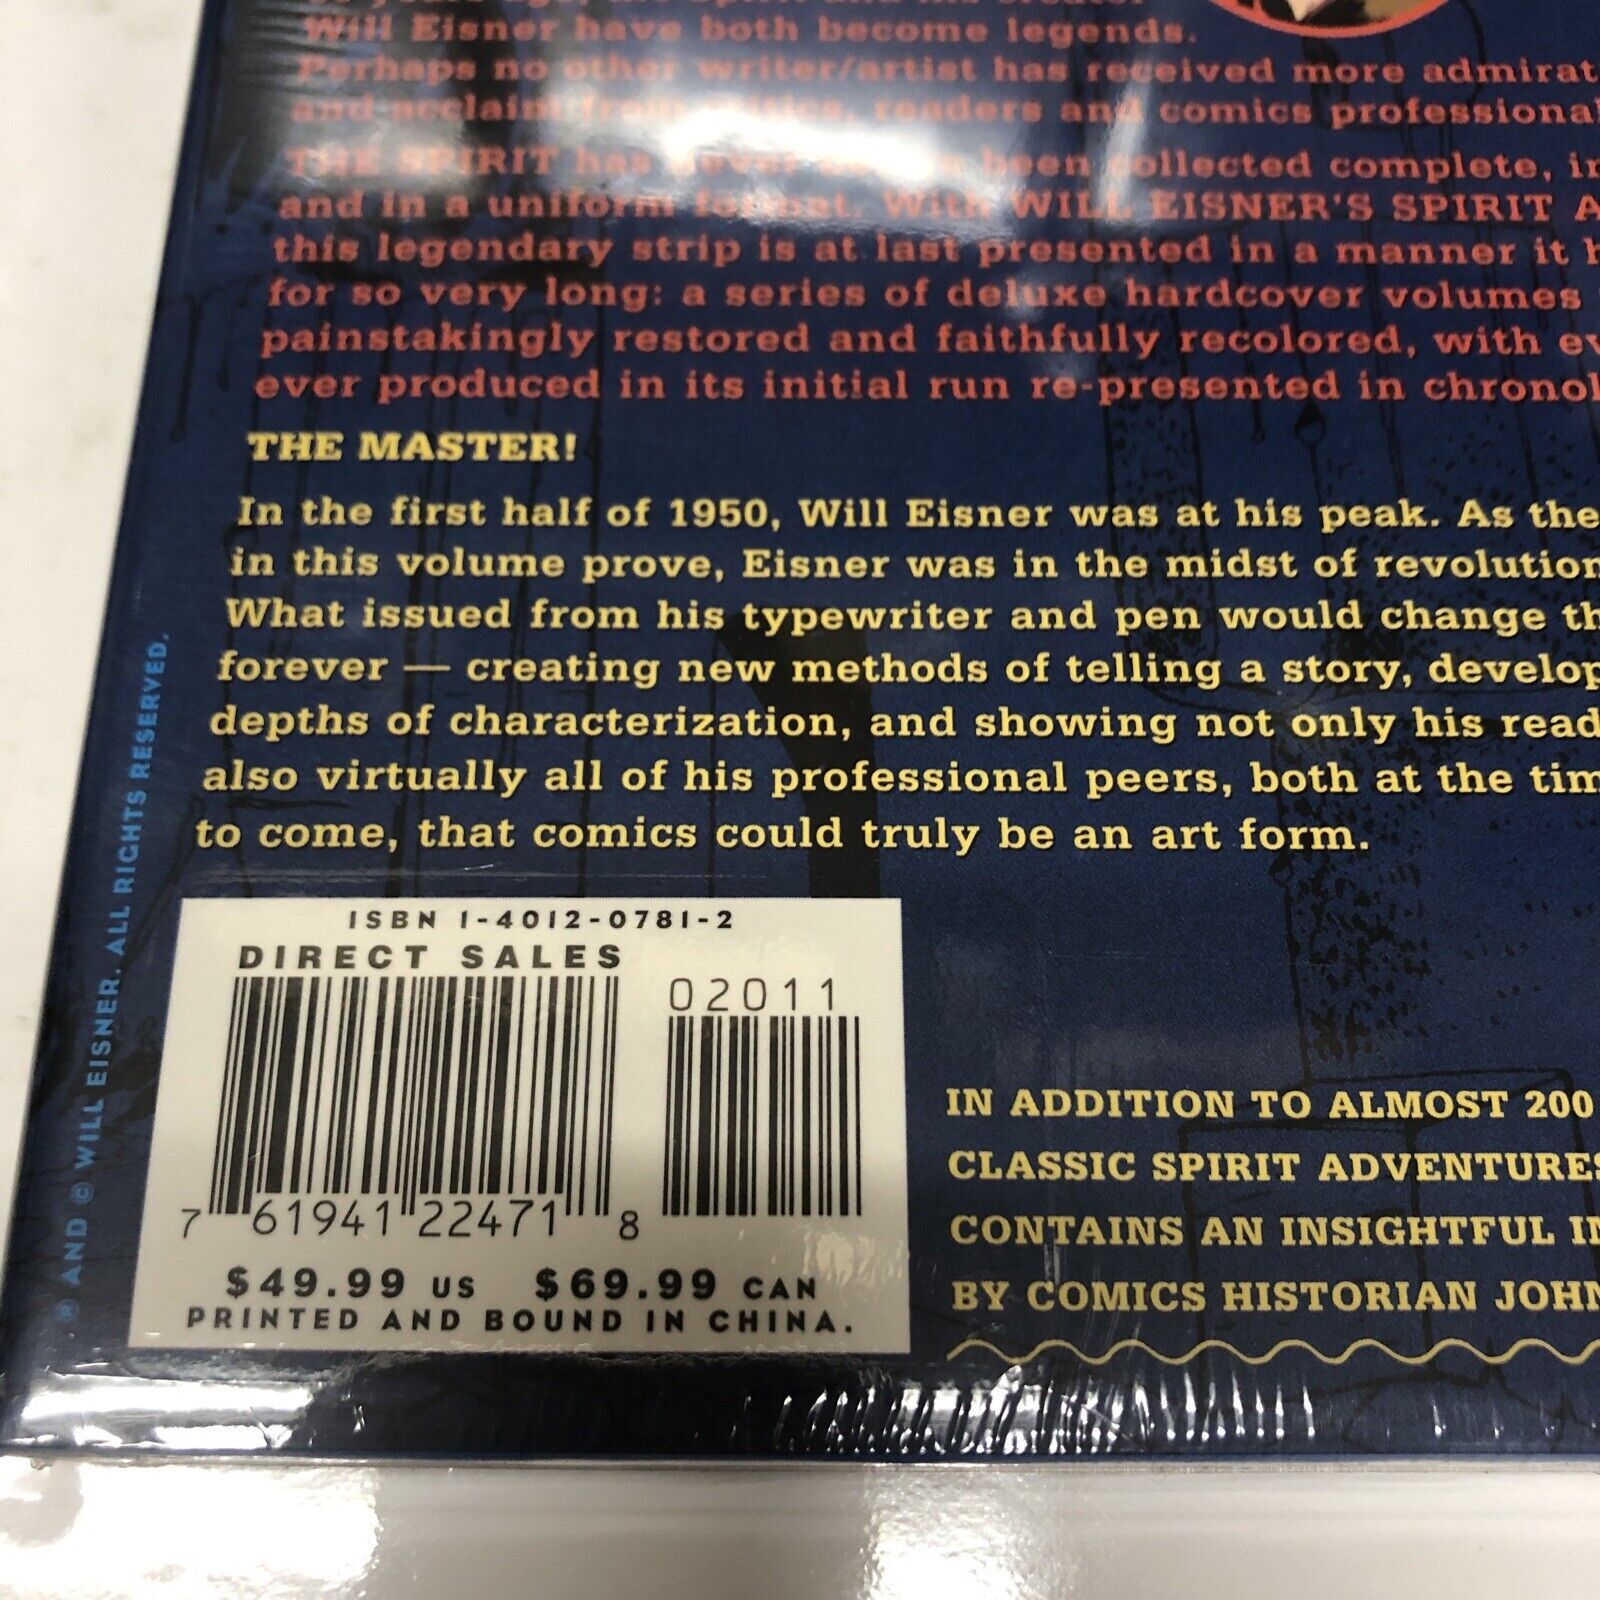 Will Eisner have both become legends.
Perhaps no other writer/artist has received more admirat
and acclaim from critics, readers and comics professional
THE SPIRIT has been collected complete, in
and in a uniform format. With WILL EISNER'S SPIRIT A
this legendary strip is at last presented in a manner it h
for so very long: a series of deluxe hardcover volumes
painstakingly restored and faithfully recolored, with ev
ever produced in its initial run re-presented in chronol
THE MASTER!
In the first half of 1950, Will Eisner was at his peak. As the
in this volume prove, Eisner was in the midst of revolution
What issued from his typewriter and pen would change th
forever — creating new methods of telling a story, develop
depths of characterization, and showing not only his read
also virtually all of his professional peers, both at the tim
to come, that comics could truly be an art form.
® AND © WILL EISNER. ALL RIGHTS RESERVED.
ISBN 1-4012-0781-2
DIRECT SALES
02011
7 61941 22471 8
$49.99 US $69.99 CAN
PRINTED AND BOUND IN CHINA.
IN ADDITION TO ALMOST 200
CLASSIC SPIRIT ADVENTURES
CONTAINS AN INSIGHTFUL IN
BY COMICS HISTORIAN JOHN